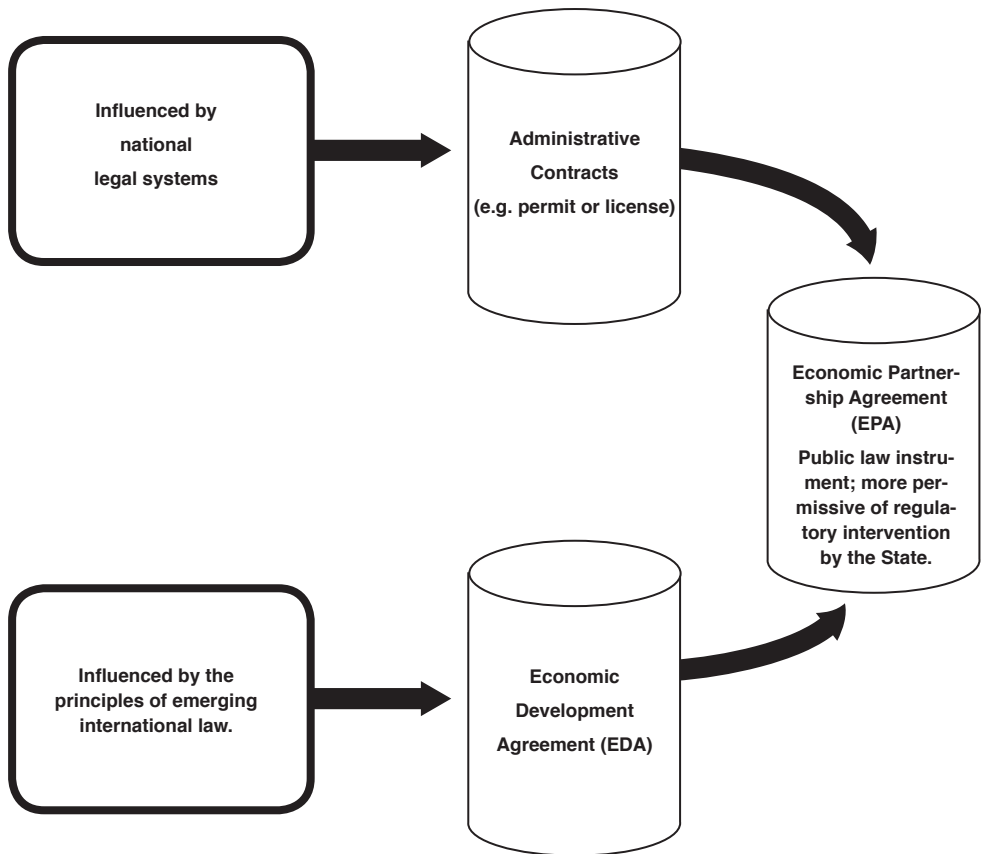 Influenced by
national
legal systems
Administrative
Contracts
(e.g. permit or license)
Economic Partner-
ship Agreement
(EPA)
Public law instru-
ment; more per-
missive of regula-
tory intervention
by the State.
Influenced by the
principles of emerging
international law.
Economic
Development
Agreement (EDA)